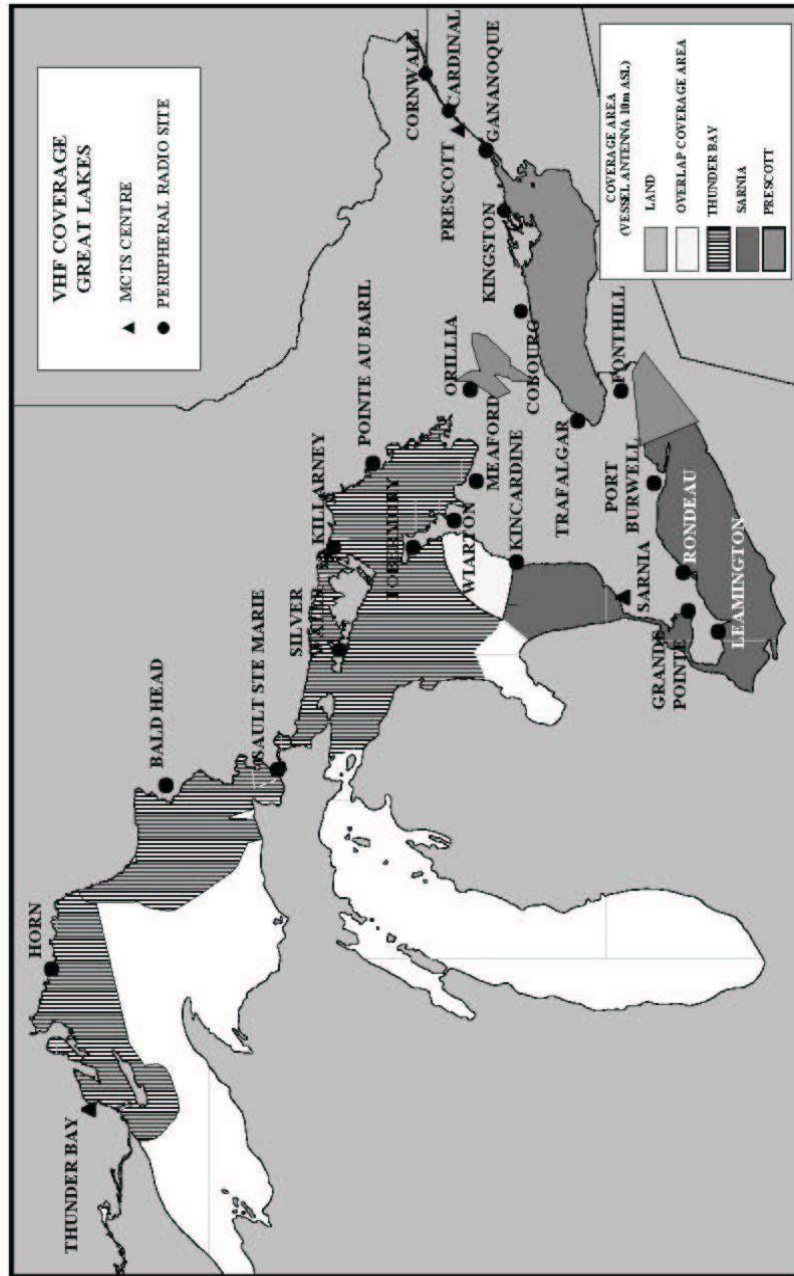 VHF COVERAGE
GREAT LAKES
MCTS CENTRE
PERIPHERAL RADIO SITE
THUNDER BAY
HORN
BALD HEAD
SAULT STE MARIE
SILVER
WATER
KILLARNEY
POINTE AU BARIL
TOBERMORY
WIARTON
MEAFORD
ORILLIA
KINCARDINE
COBOURG
KINGSTON
PRESCOTT
CORNWALL
CARDINAL
GANANOQUE
TRAFALGAR
FONTHILL
PORT
BURWELL
SARNIA
RONDEAU
GRANDE
POINTE
LEAMINGTON
COVERAGE AREA
(VESSEL ANTENNA 10m ASL)
LAND
OVERLAP COVERAGE AREA
THUNDER BAY
SARNIA
PRESCOTT